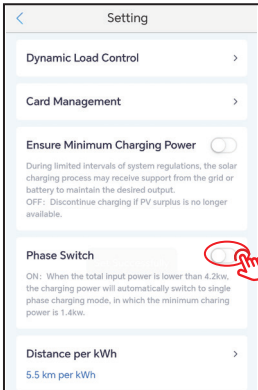 Setting
Dynamic Load Control
Card Management
Ensure Minimum Charging Power
During limited intervals of system regulations, the solar
charging process may receive support from the grid or
battery to maintain the desired output.
OFF: Discontinue charging if PV surplus is no longer
available.
Phase Switch
ON: When the total input power is lower than 4.2kw,
the charging power will automatically switch to single
phase charging mode, in which the minimum charing
power is 1.4kw.
Distance per kWh
5.5 km per kWh